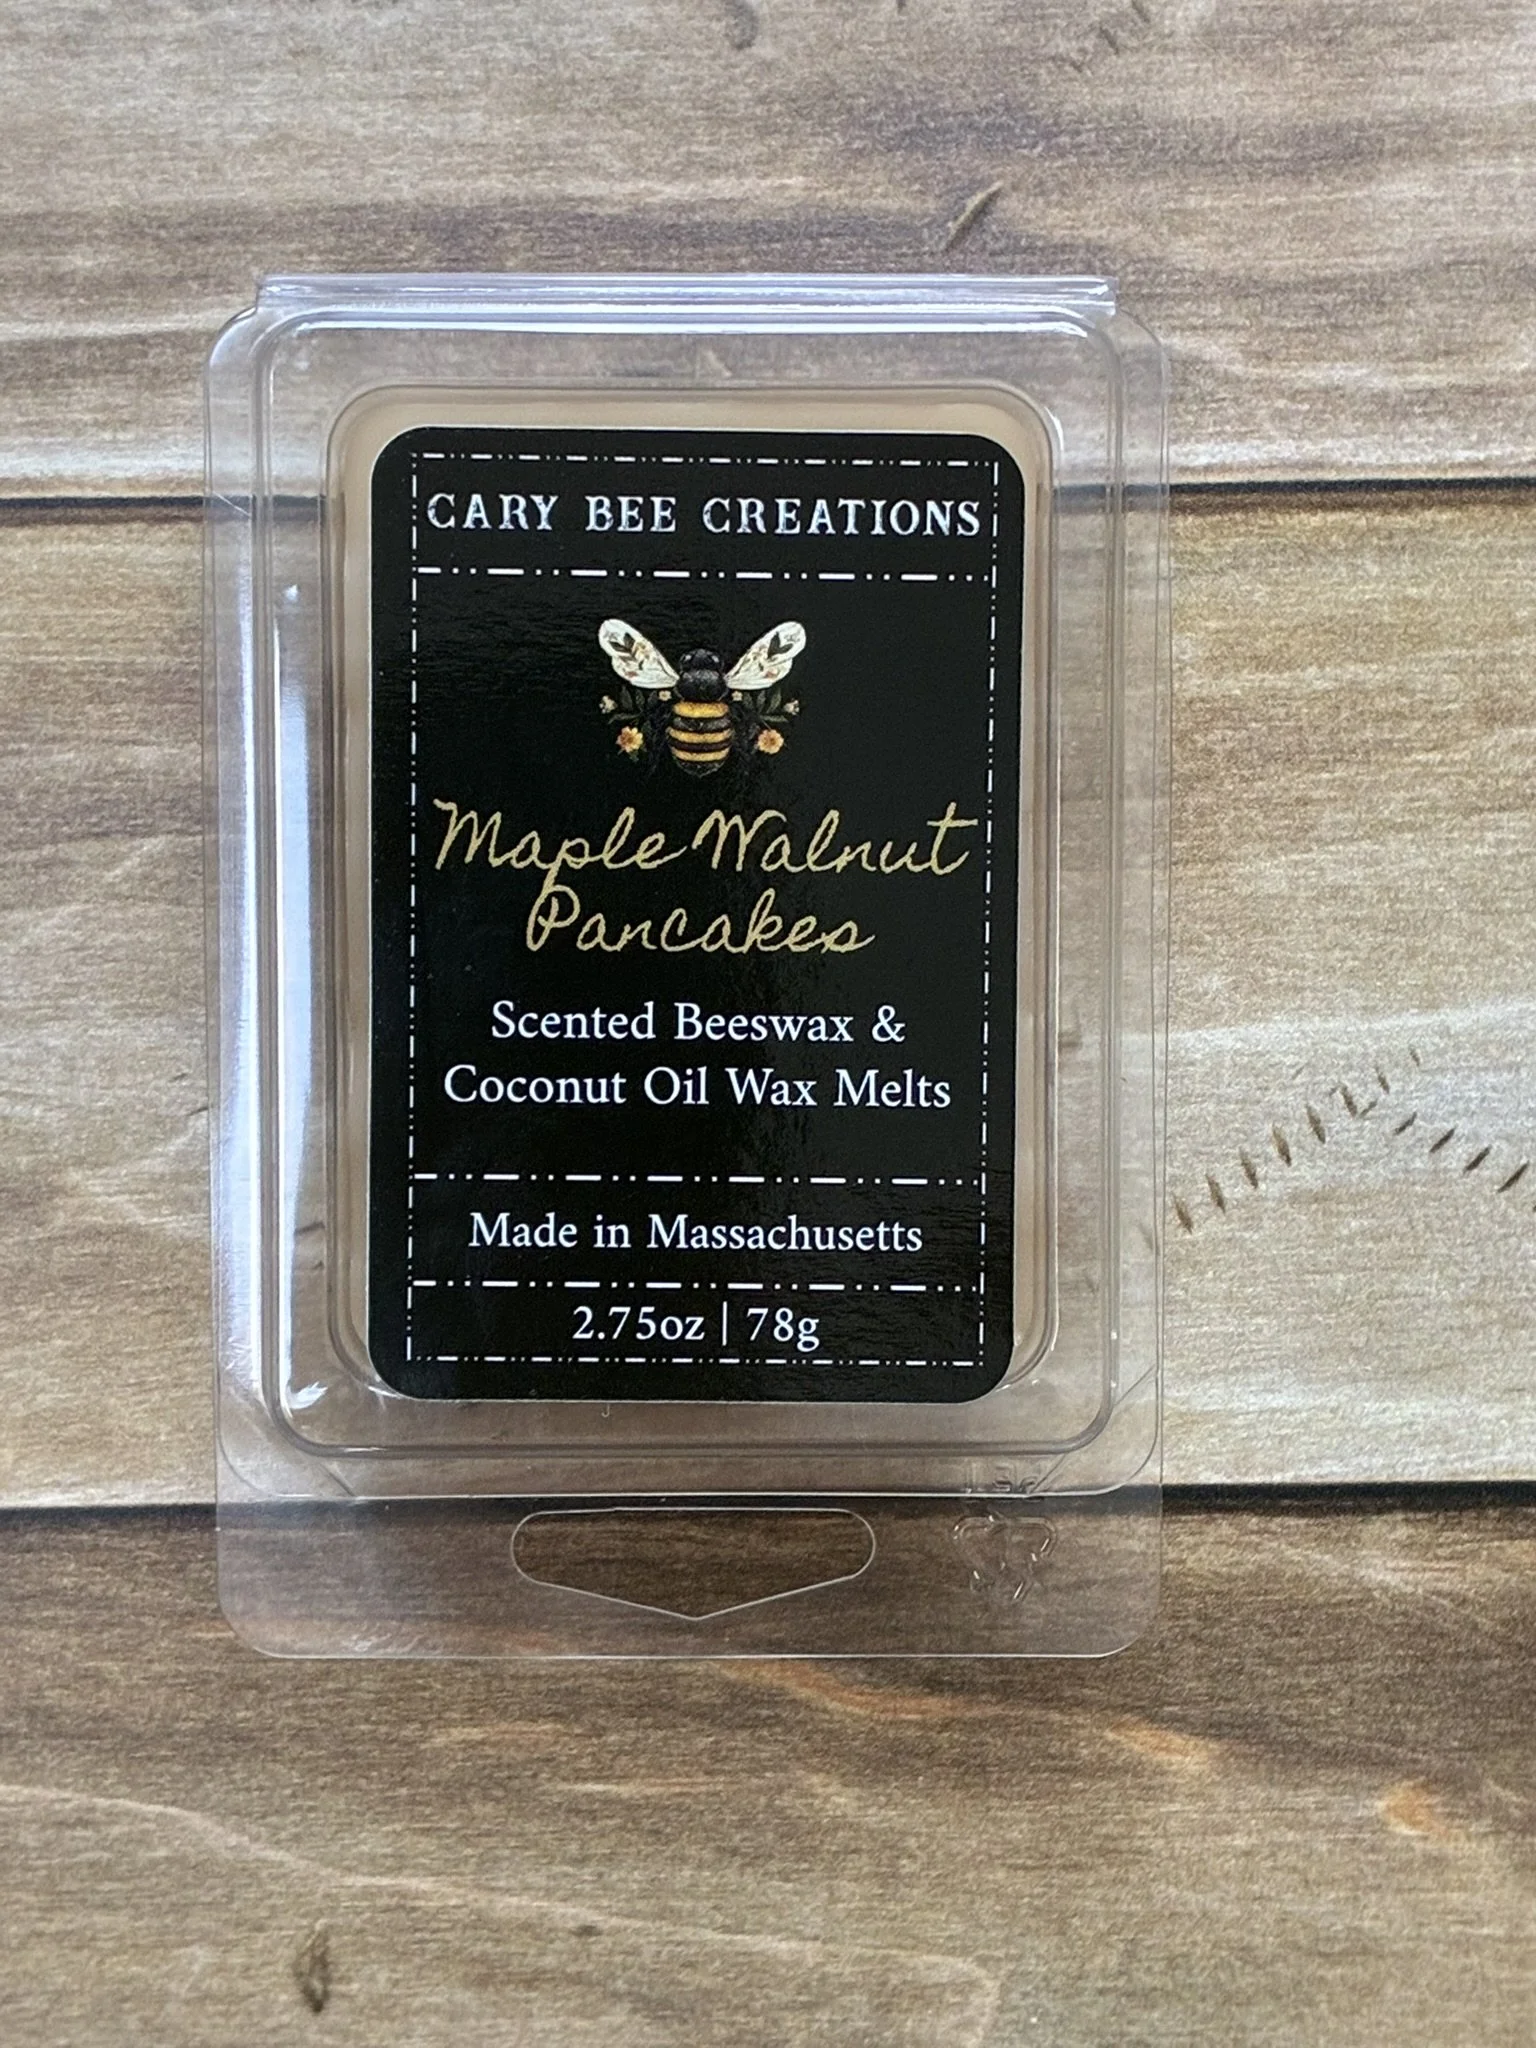 CARY BEE CREATIONS
Maple Walnut
Pancakes
Scented Beeswax &
Coconut Oil Wax Melts
Made in Massachusetts
2.75oz | 78g